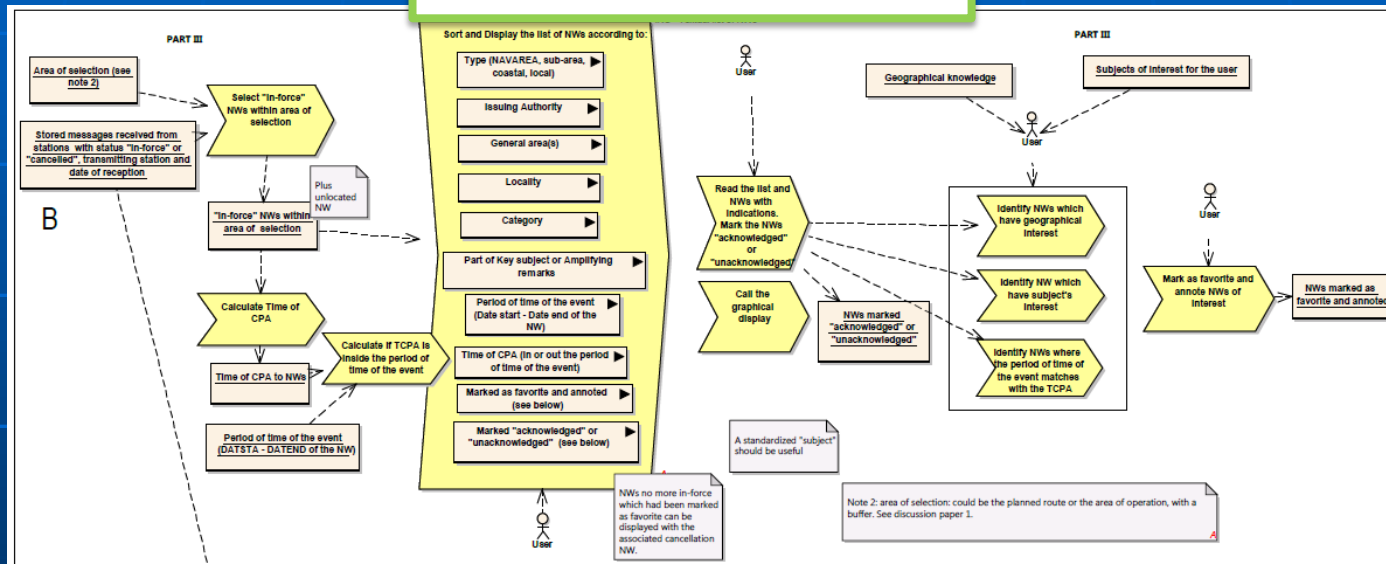 PART III
Area of selection (see
note 2)
Select "in-force"
NWs within area of
selection
Stored messages received from
stations with status "in-force" or
"cancelled", transmitting station and
date of reception
B
Plus
unlocated
NW
"In-force" NWs within
area of selection
Calculate Time of
CPA
Time of CPA to NWs
Calculate if TCPA is
inside the period of
time of the event
Period of time of the event
(DATSTA - DATEND of the NW)
Sort and Display the list of NWs according to:
Type (NAVAREA, sub-area,
coastal, local)
Issuing Authority
General area(s)
Locality
Category
Part of Key subject or Amplifying
remarks
Period of time of the event
(Date start - Date end of the
NW)
Time of CPA (in or out the period
of time of the event)
Marked as favorite and annoted
(see below)
Marked "acknowledged" or
"unacknowledged" (see below)
User
NWs no more in-force
which had been marked
as favorite can be
displayed with the
associated cancellation
NW.
A
User
Read the list and
NWs with
indications.
Mark the NWs
"acknowledged"
or
"unacknowledged"
Call the
graphical
display
NWs marked
"acknowledged" or
"unacknowledged"
A standardized "subject"
should be useful
PART III
Geographical knowledge
Subjects of interest for the user
User
Identify NWs which
have geographical
interest
Identify NW which
have subject's
interest
Identify NWs where
the period of time of
the event matches
with the TCPA
User
Mark as favorite and
annote NWs of
interest
NWs marked as
favorite and annoted
Note 2: area of selection: could be the planned route or the area of operation, with a
buffer. See discussion paper 1.
A